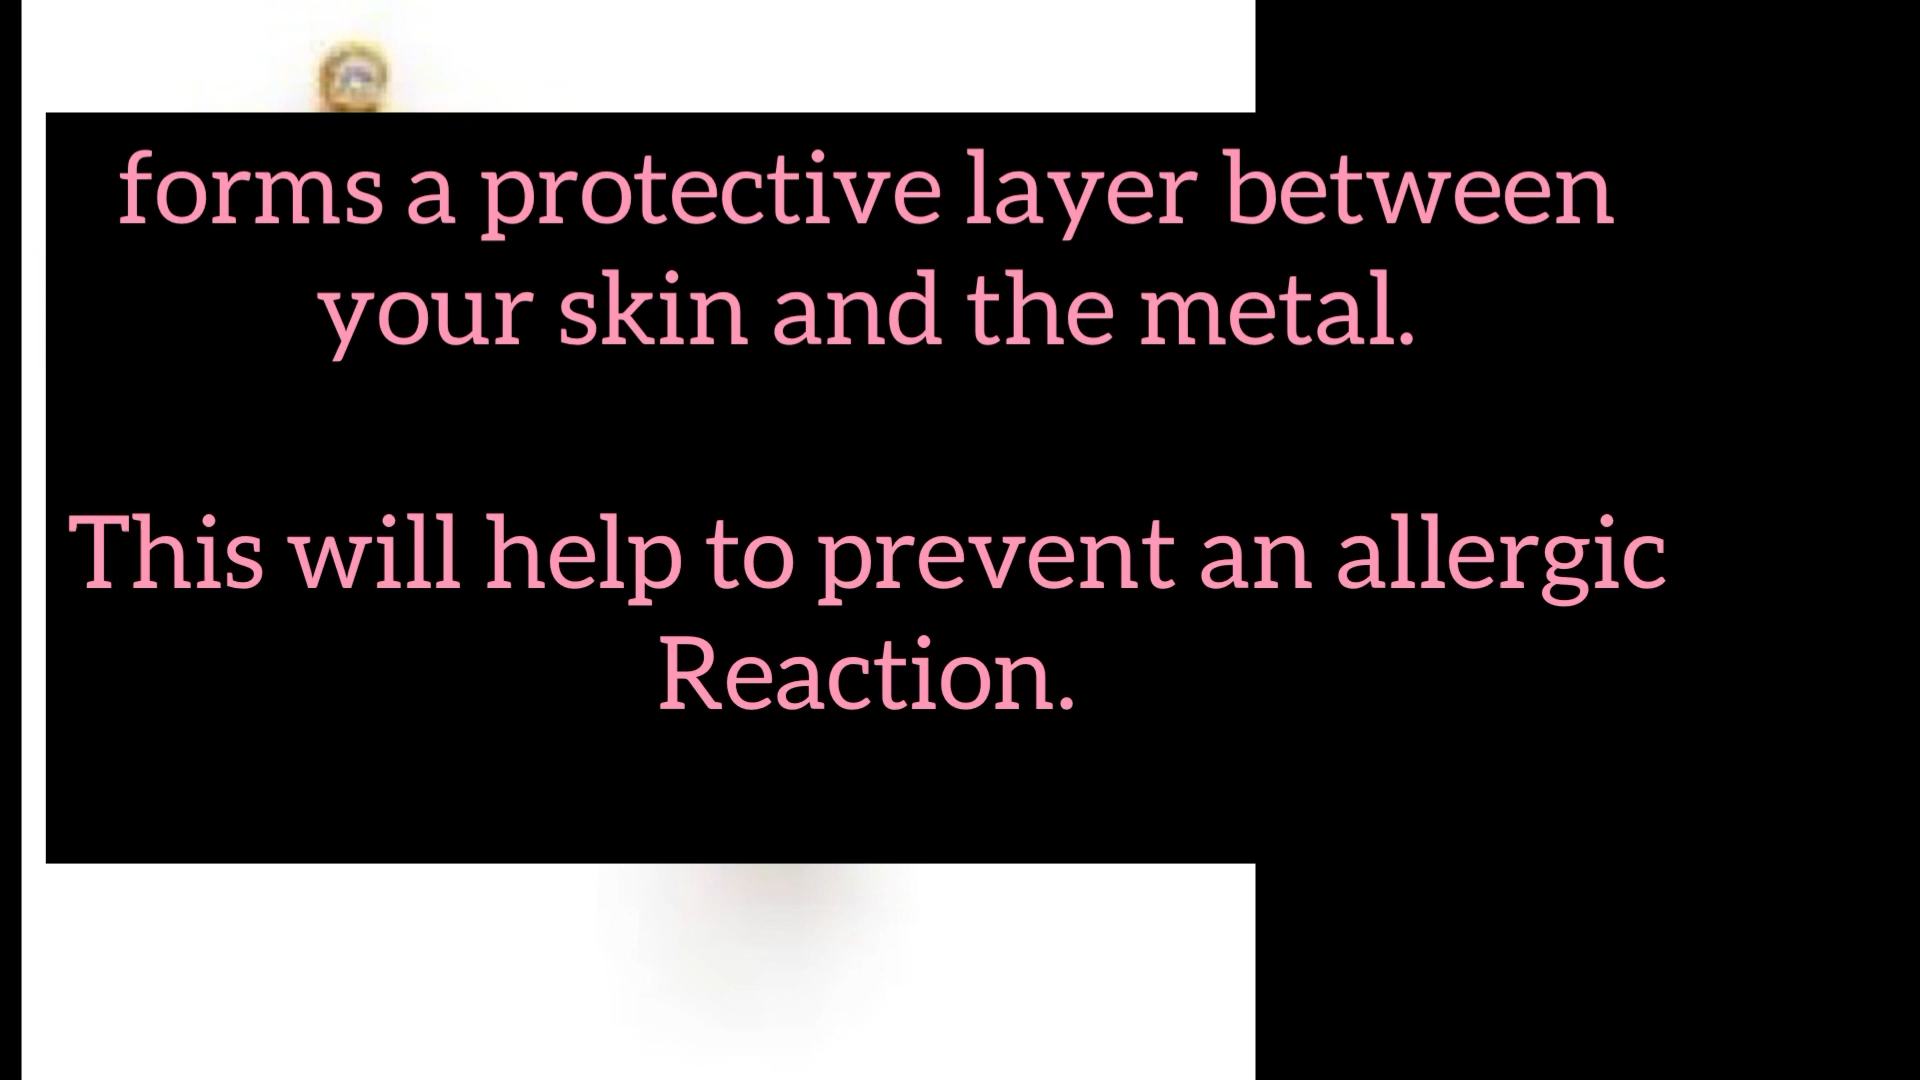 forms a protective layer between
your skin and the metal.
This will help to prevent an allergic
Reaction.